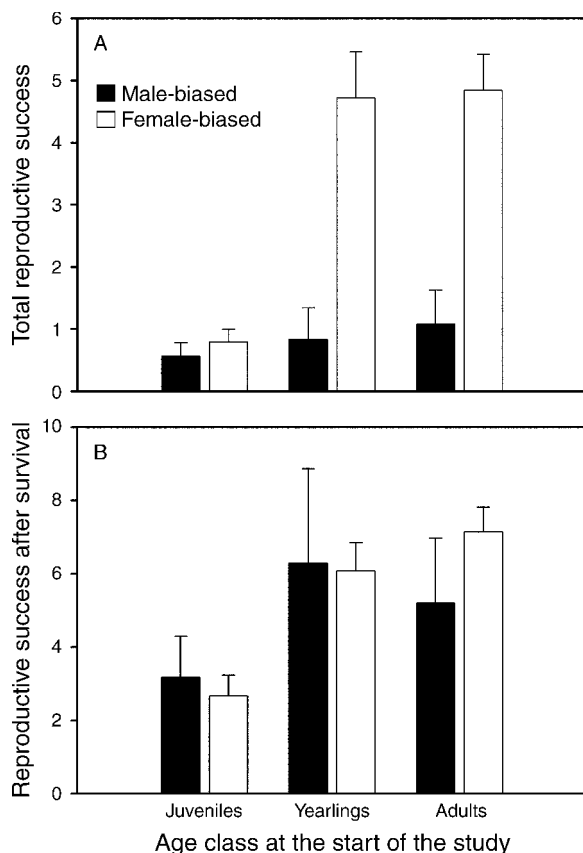 A
Male-biased
Female-biased
Total reproductive success
6
5
4
3
2
1
0
B
Reproductive success after survival
10
8
6
4
2
0
Juveniles Yearlings Adults
Age class at the start of the study